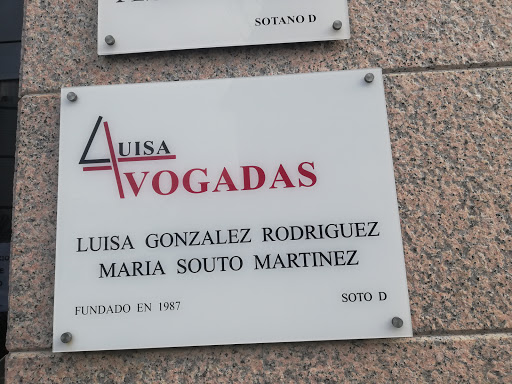 SOTANO D
LUISA
AVOGADAS
LUISA GONZALEZ RODRIGUEZ
MARIA SOUTO MARTINEZ
FUNDADO EN 1987
SOTO D